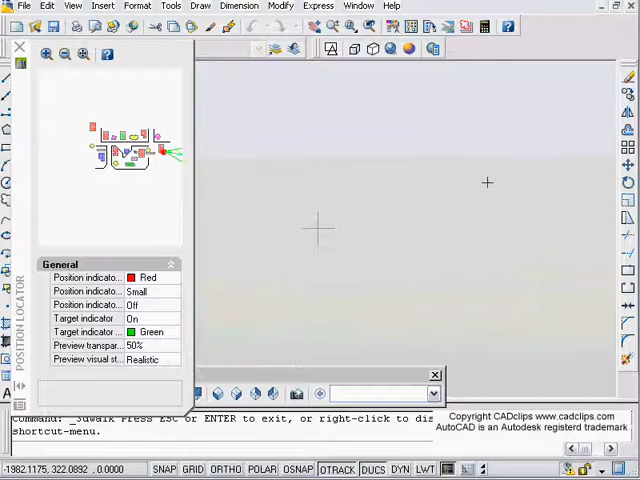 File Edit View Insert Format Tools Draw Dimension Modify Express Window Help
General
Position indicato... Red
Position indicato... Small
Position indicato... Off
Target indicator On
Target indicator ... Green
Preview transpar... 50%
Preview visual st... Realistic
POSITION LOCATOR
Command: _3dwalk Press ESC or ENTER to exit, or right-click to dis
shortcut-menu.
Copyright CADclips www.cadclips.com
AutoCAD is an Autodesk registerd trademark
-1982.1175, 322.0892, 0.0000 SNAP GRID ORTHO POLAR OSNAP OTRACK DUCS DYN LWT